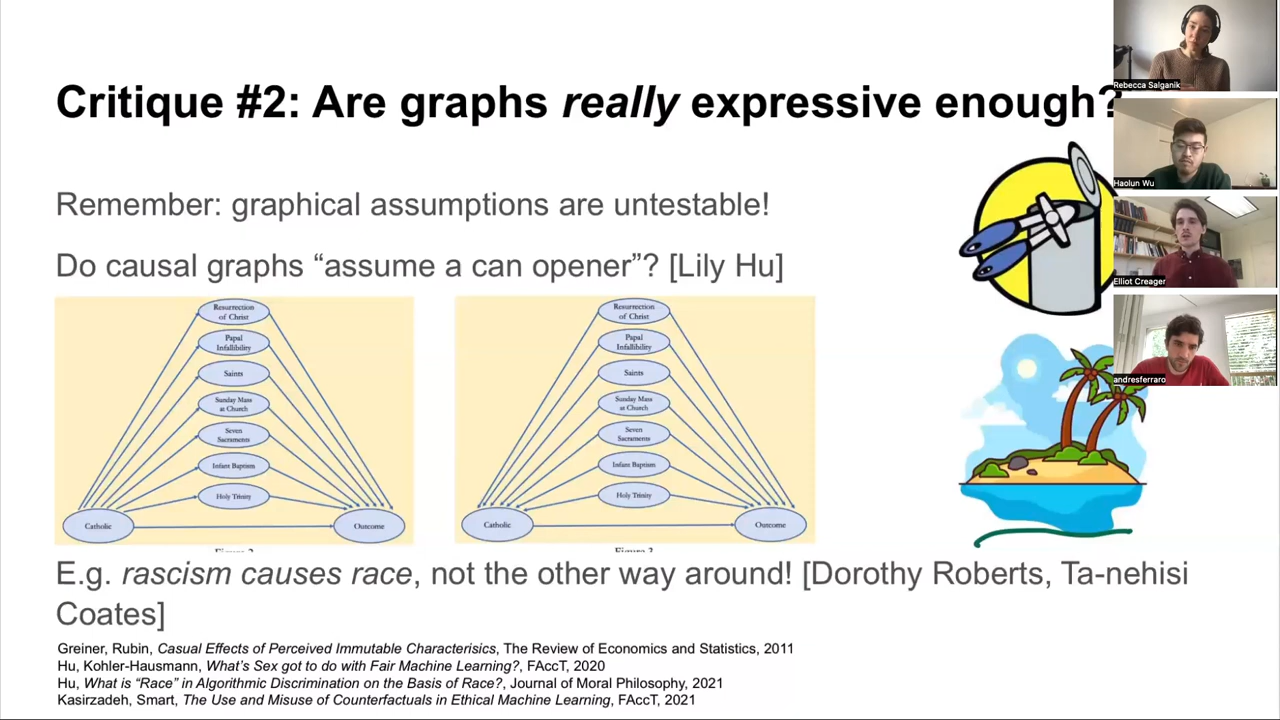 Critique #2: Are graphs really expressive enough?
Rebecca Salganik
Haolun Wu
Elliot Creager
andresferraro
Remember: graphical assumptions are untestable!
Do causal graphs “assume a can opener”? [Lily Hu]
Resurrection
of Christ
Papal
Infallibility
Saints
Sunday Mass
at Church
Seven
Sacraments
Infant Baptism
Holy Trinity
Catholic
Outcome
Figure 2
Resurrection
of Christ
Papal
Infallibility
Saints
Sunday Mass
at Church
Seven
Sacraments
Infant Baptism
Holy Trinity
Catholic
Outcome
Figure 3
E.g. rascism causes race, not the other way around! [Dorothy Roberts, Ta-nehisi
Coates]
Greiner, Rubin, Casual Effects of Perceived Immutable Characterisics, The Review of Economics and Statistics, 2011
Hu, Kohler-Hausmann, What’s Sex got to do with Fair Machine Learning?, FAccT, 2020
Hu, What is “Race” in Algorithmic Discrimination on the Basis of Race?, Journal of Moral Philosophy, 2021
Kasirzadeh, Smart, The Use and Misuse of Counterfactuals in Ethical Machine Learning, FAccT, 2021